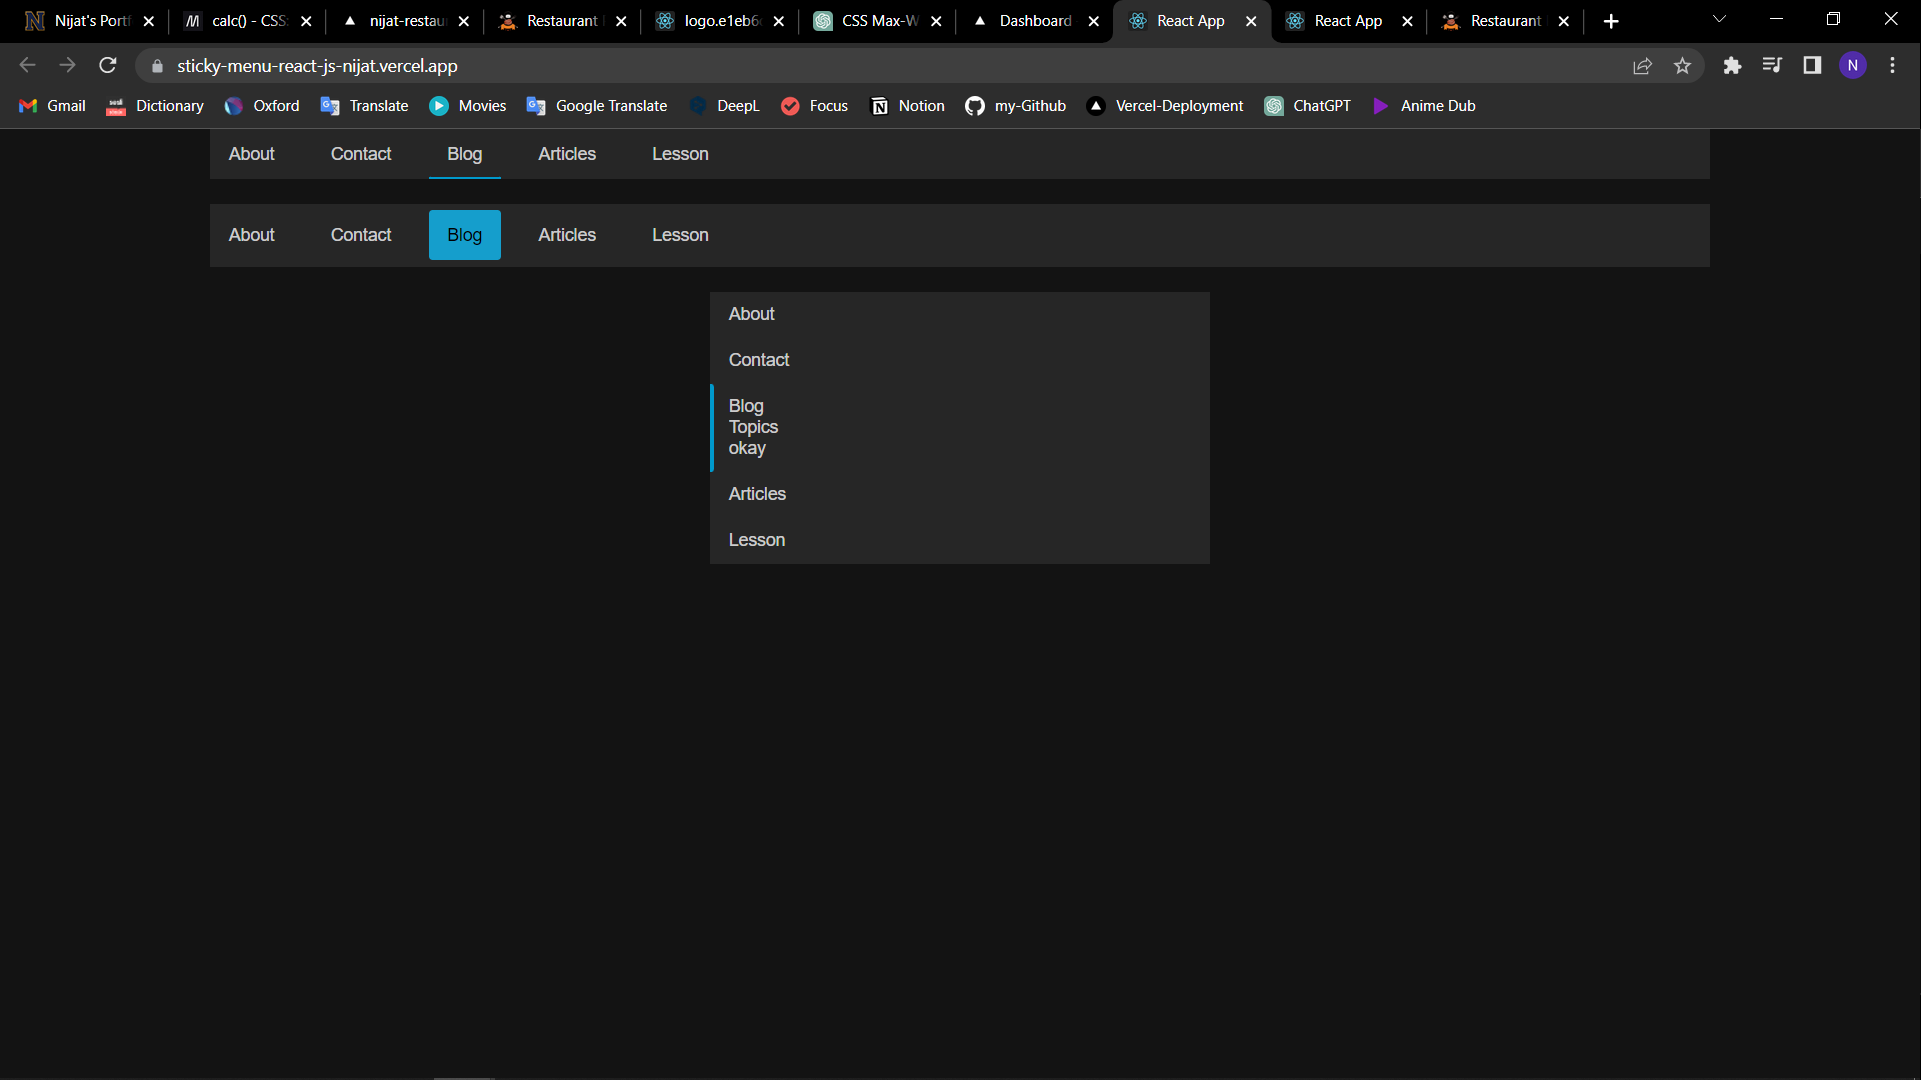 Nijat's Portf calc() - CSS: nijat-restau Restaurant logo.e1eb6 CSS Max-W Dashboard React App React App Restaurant
sticky-menu-react-js-nijat.vercel.app N
Gmail Dictionary Oxford Translate Movies Google Translate DeepL Focus Notion my-Github Vercel-Deployment ChatGPT Anime Dub
About Contact Blog Articles Lesson
About Contact Blog Articles Lesson
About
Contact
Blog
Topics
okay
Articles
Lesson